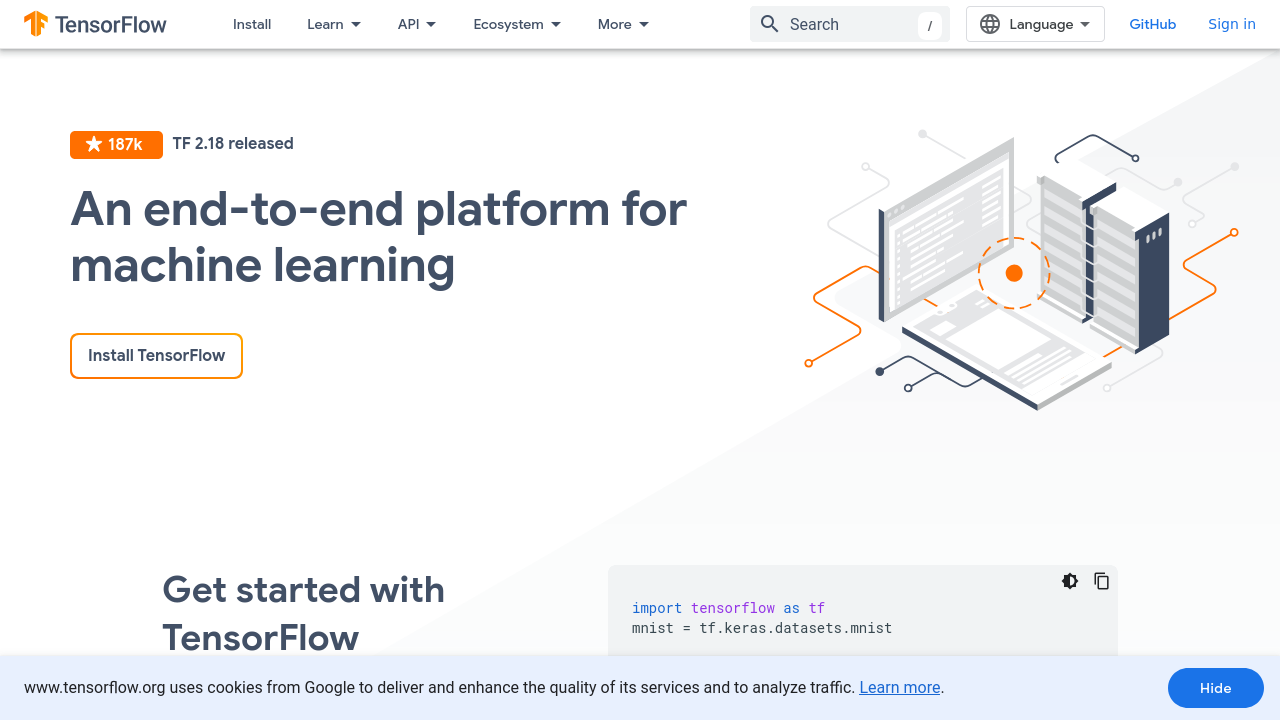 TensorFlow
Install
Learn
API
Ecosystem
More
Search
/
Language
GitHub
Sign in
187k
TF 2.18 released
An end-to-end platform for
machine learning
Install TensorFlow
Get started with
TensorFlow
import tensorflow as tf
mnist = tf.keras.datasets.mnist
www.tensorflow.org uses cookies from Google to deliver and enhance the quality of its services and to analyze traffic. Learn more.
Hide